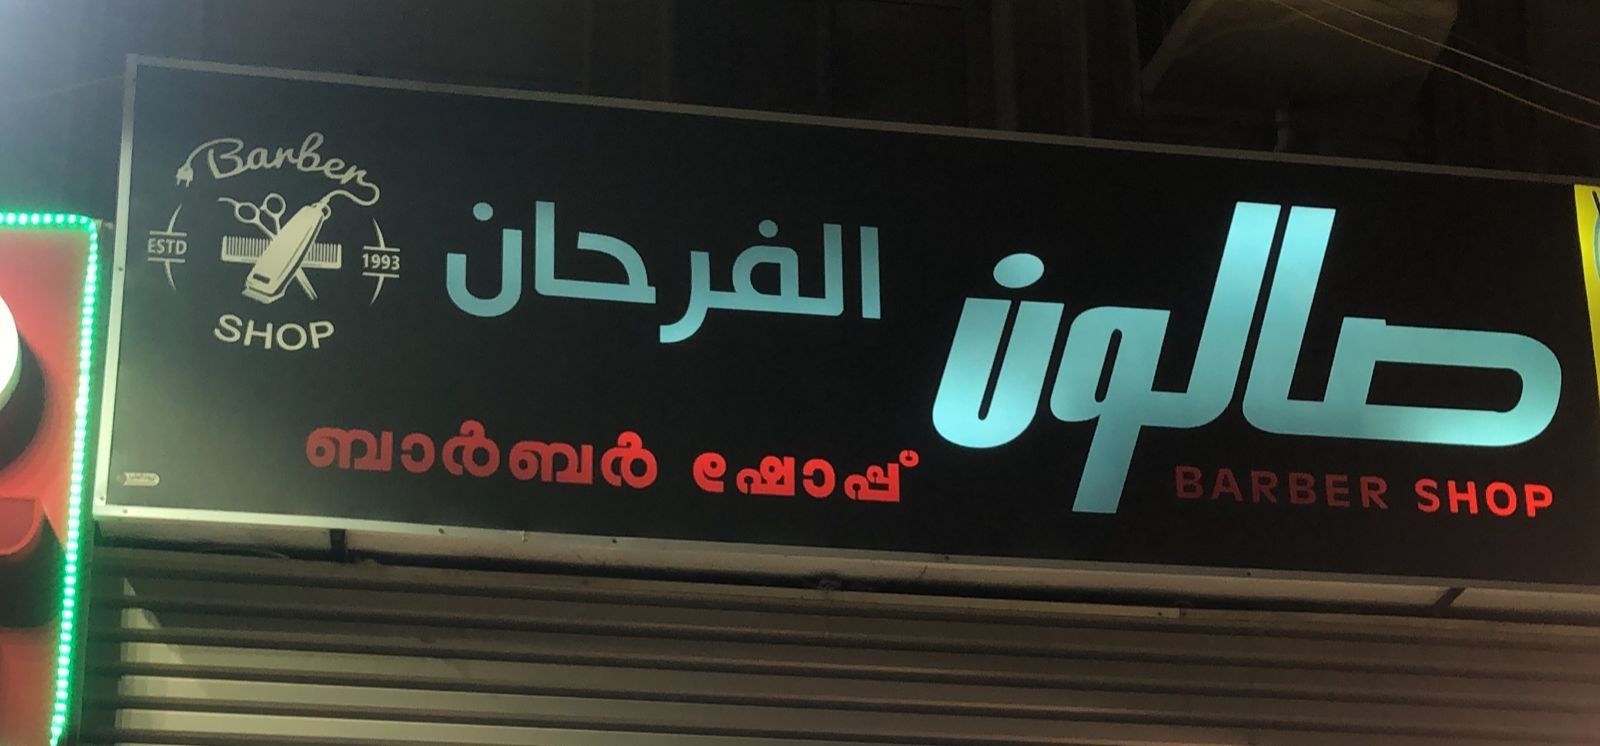 Barber
ESTD 1993
SHOP
صالون الفرحان
ബാർബർ ഷോപ്പ്
BARBER SHOP